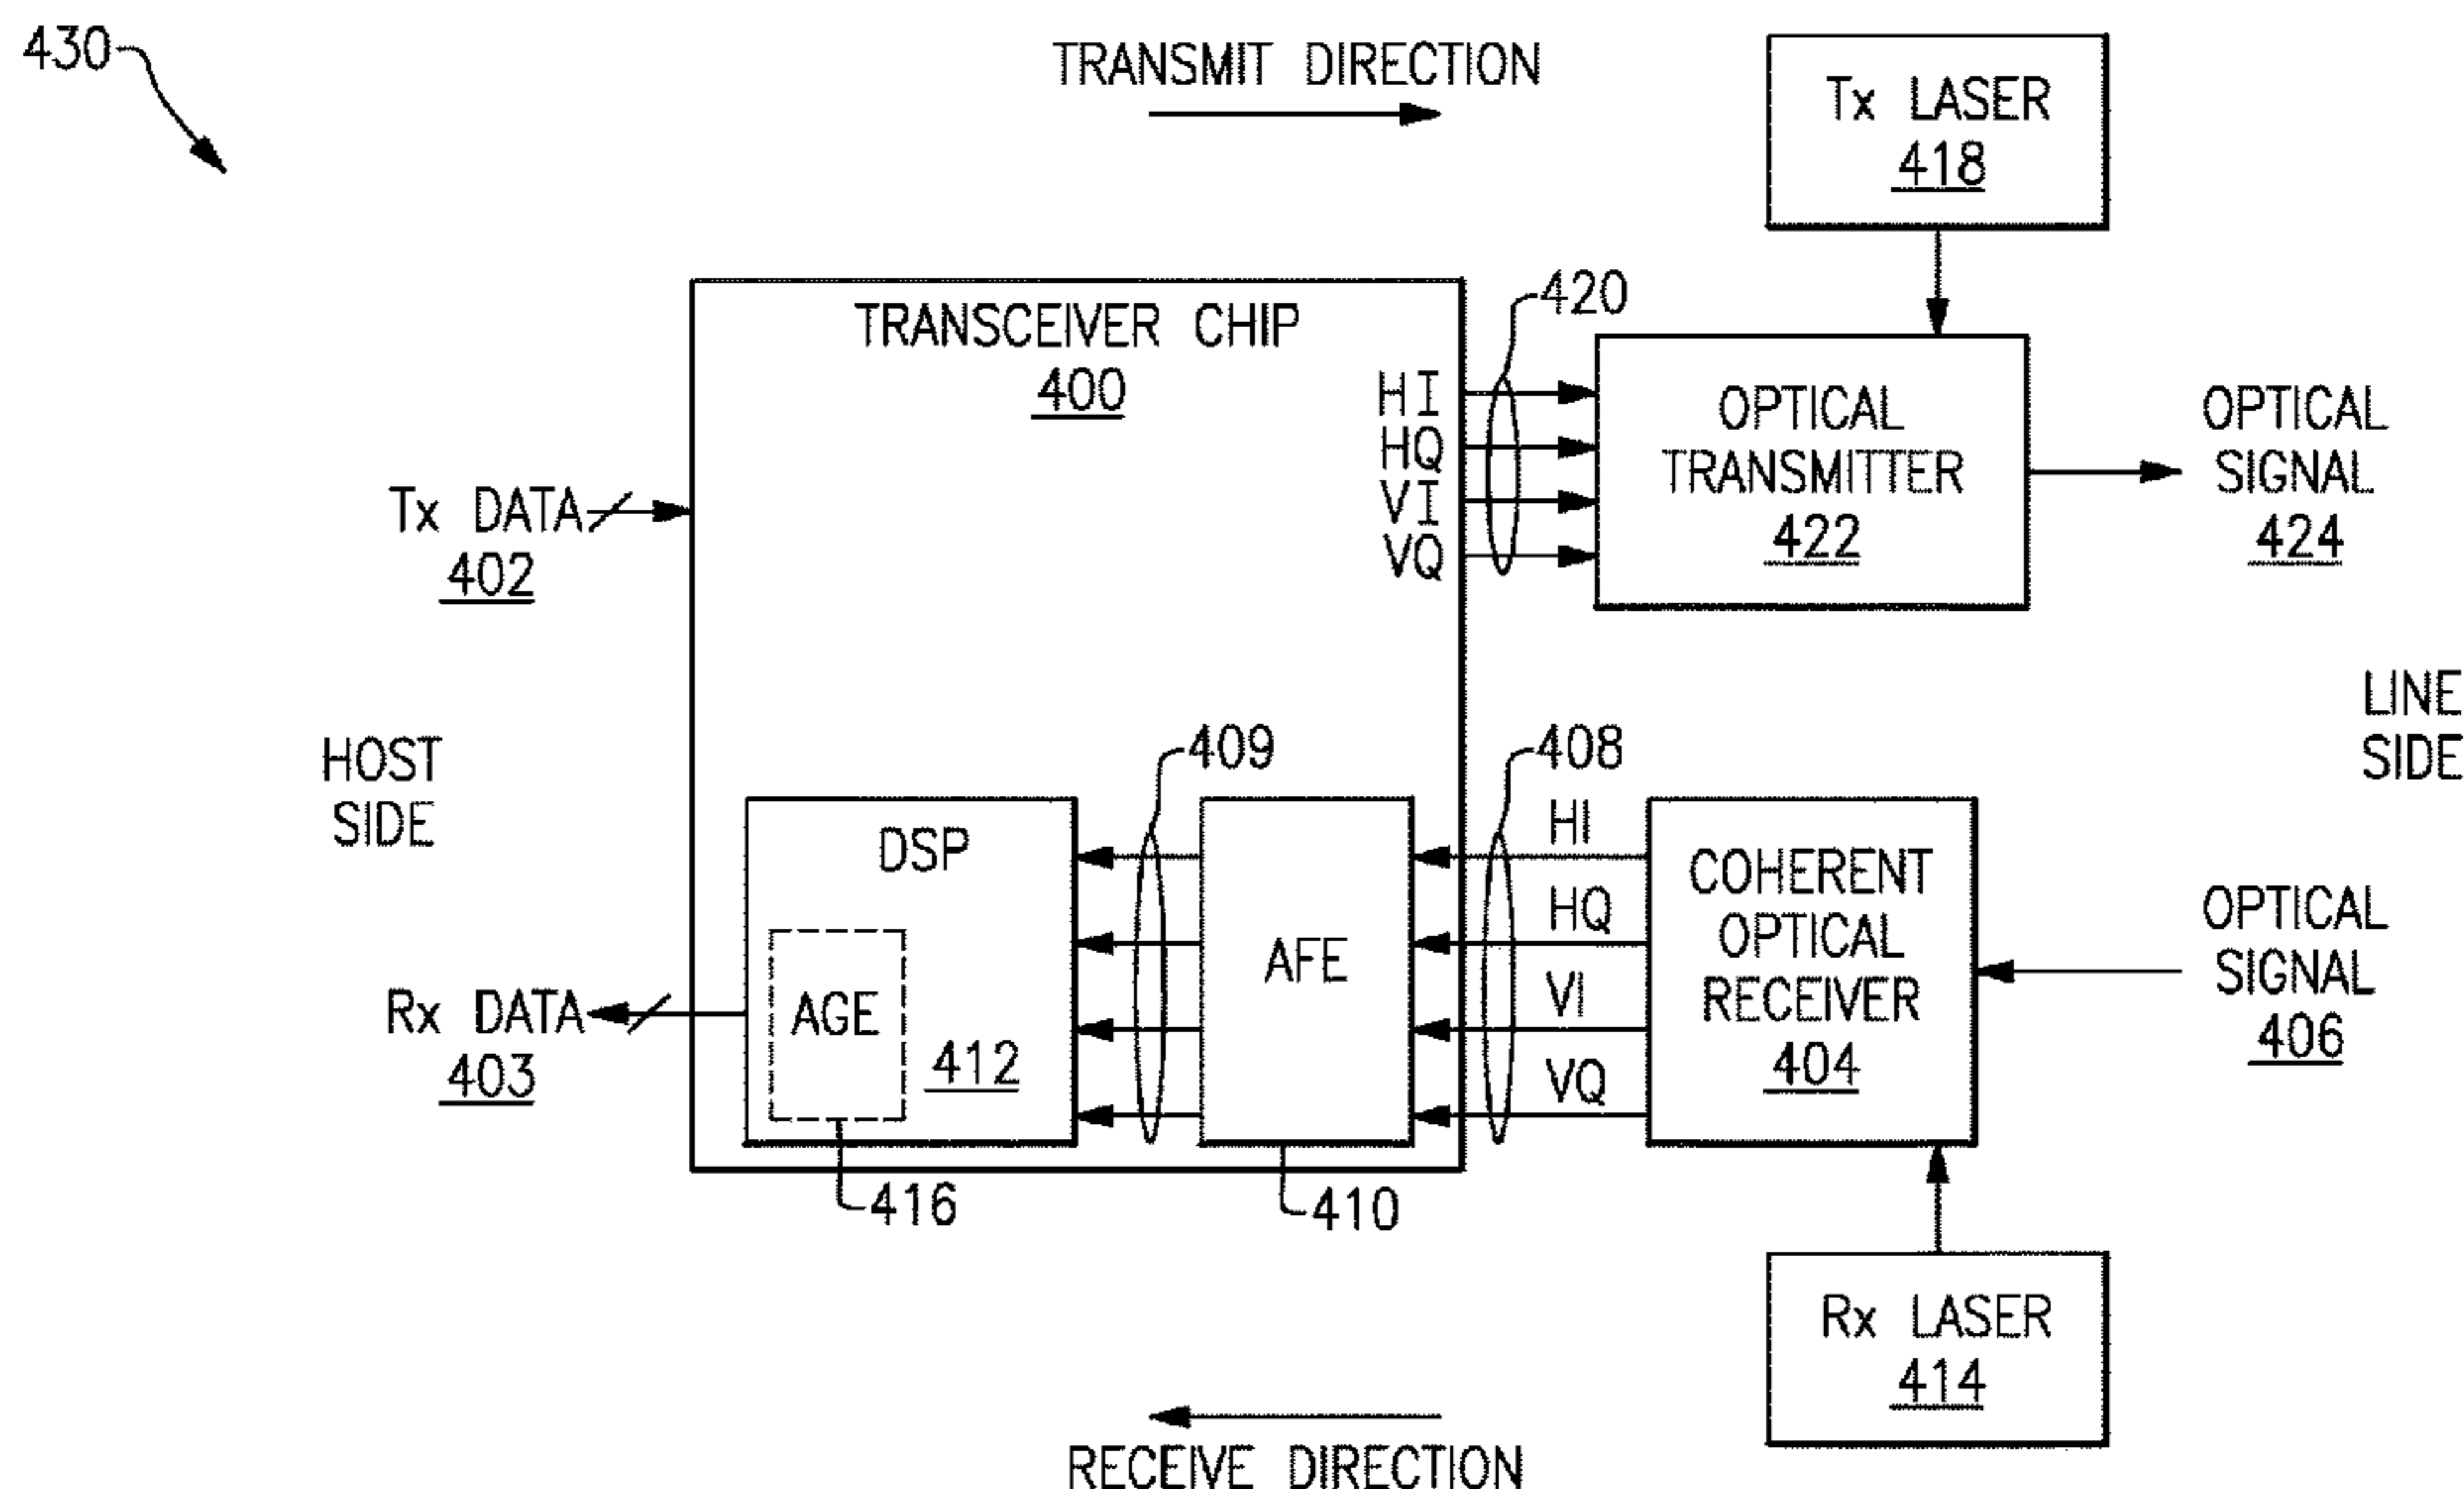 430
TRANSMIT DIRECTION
Tx LASER
418
TRANSCEIVER CHIP
400
420
HI
HQ
VI
VQ
OPTICAL
TRANSMITTER
422
OPTICAL
SIGNAL
424
Tx DATA
402
HOST
SIDE
LINE
SIDE
409
408
DSP
AGE
412
AFE
HI
HQ
VI
VQ
COHERENT
OPTICAL
RECEIVER
404
OPTICAL
SIGNAL
406
Rx DATA
403
416
410
Rx LASER
414
RECEIVE DIRECTION